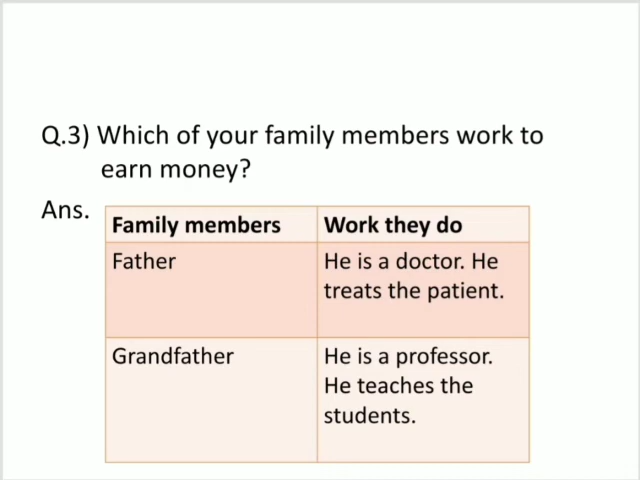 Q.3) Which of your family members work to
earn money?
Ans.
Family members Work they do
Father He is a doctor. He
treats the patient.
Grandfather He is a professor.
He teaches the
students.